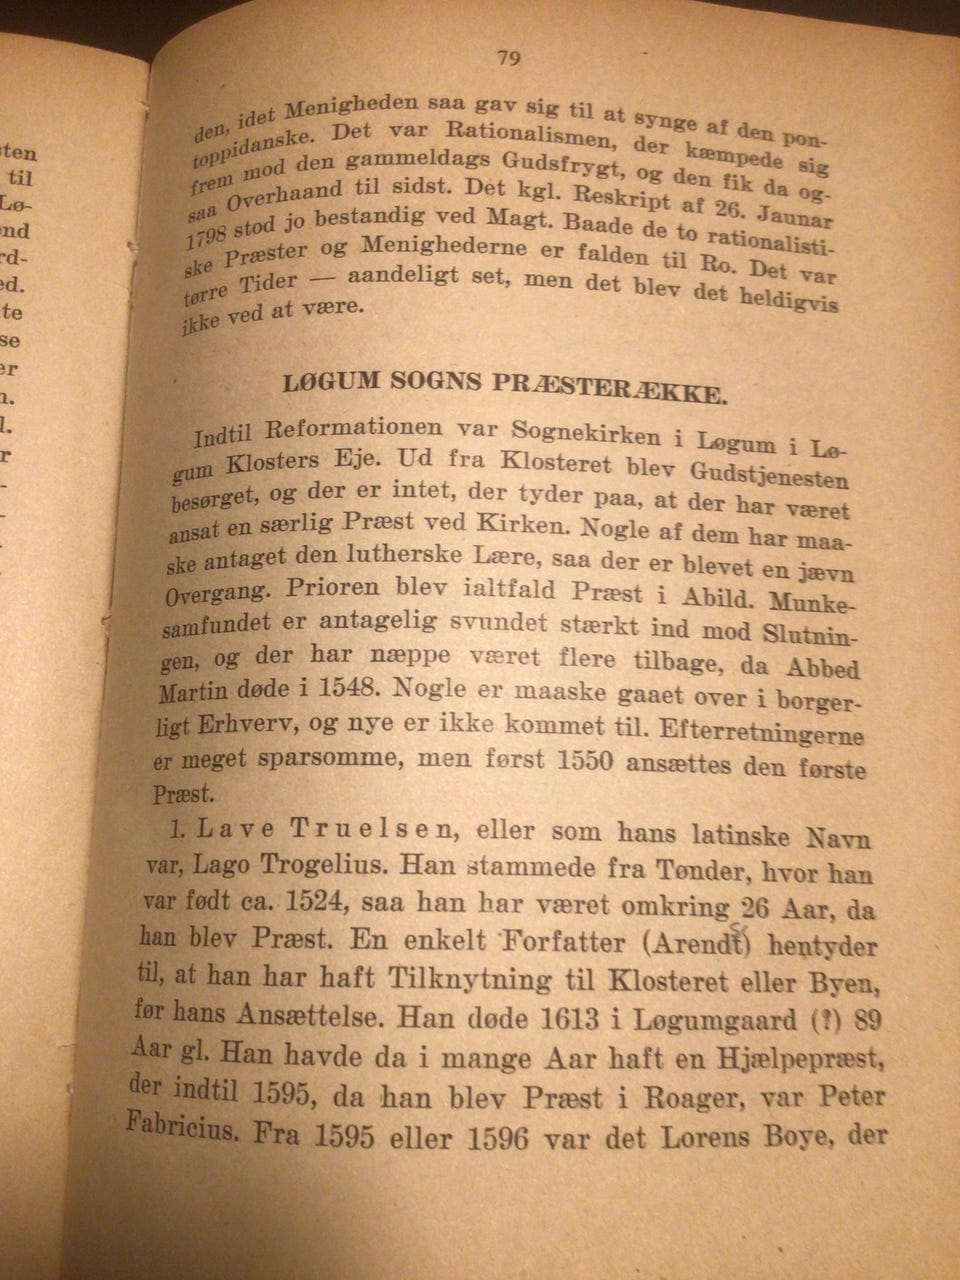 79
den, idet Menigheden saa gav sig til at synge af den pon-
toppidanske. Det var Rationalismen, der kæmpede sig
frem mod den gammeldags Gudsfrygt, og den fik da og-
saa Overhaand til sidst. Det kgl. Reskript af 26. Jaunar
1798 stod jo bestandig ved Magt. Baade de to rationalisti-
ske Præster og Menighederne er falden til Ro. Det var
tørre Tider — aandeligt set, men det blev det heldigvis
ikke ved at være.
LØGUM SOGNS PRÆSTERÆKKE.
Indtil Reformationen var Sognekirken i Løgum i Lø-
gum Klosters Eje. Ud fra Klosteret blev Gudstjenesten
besørget, og der er intet, der tyder paa, at der har været
ansat en særlig Præst ved Kirken. Nogle af dem har maa-
ske antaget den lutherske Lære, saa der er blevet en jævn
Overgang. Prioren blev ialtfald Præst i Abild. Munke-
samfundet er antagelig svundet stærkt ind mod Slutnin-
gen, og der har næppe været flere tilbage, da Abbed
Martin døde i 1548. Nogle er maaske gaaet over i borger-
ligt Erhverv, og nye er ikke kommet til. Efterretningerne
er meget sparsomme, men først 1550 ansættes den første
Præst.
1. Lave Truelsen, eller som hans latinske Navn
var, Lago Trogelius. Han stammede fra Tønder, hvor han
var født ca. 1524, saa han har været omkring 26 Aar, da
han blev Præst. En enkelt Forfatter (Arendt) hentyder
til, at han har haft Tilknytning til Klosteret eller Byen,
før hans Ansættelse. Han døde 1613 i Løgumgaard (?) 89
Aar gl. Han havde da i mange Aar haft en Hjælpepræst,
der indtil 1595, da han blev Præst i Roager, var Peter
Fabricius. Fra 1595 eller 1596 var det Lorens Boye, der
sten
til
Lø-
nd
rd-
ed.
te
se
er
n.
l.
r